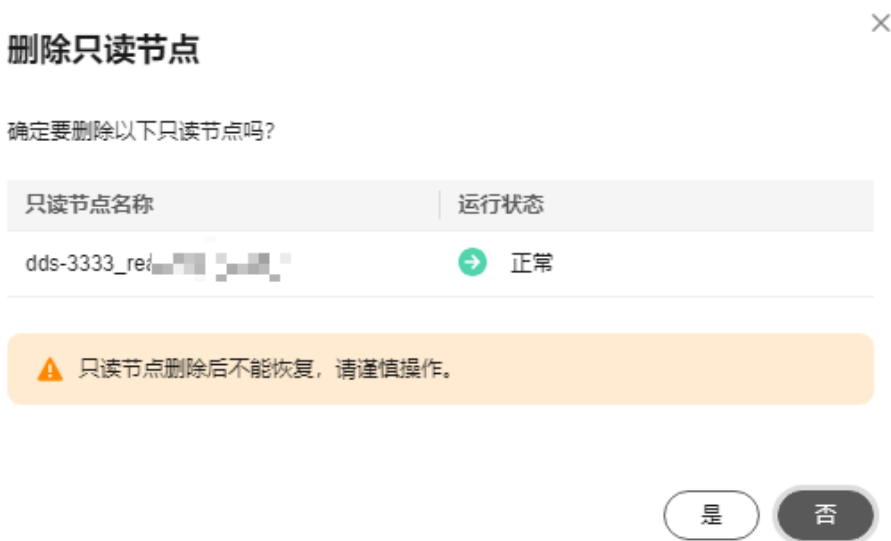 删除只读节点
确定要删除以下只读节点吗?
只读节点名称 运行状态
dds-3333_rea 正常
只读节点删除后不能恢复，请谨慎操作。
是 否